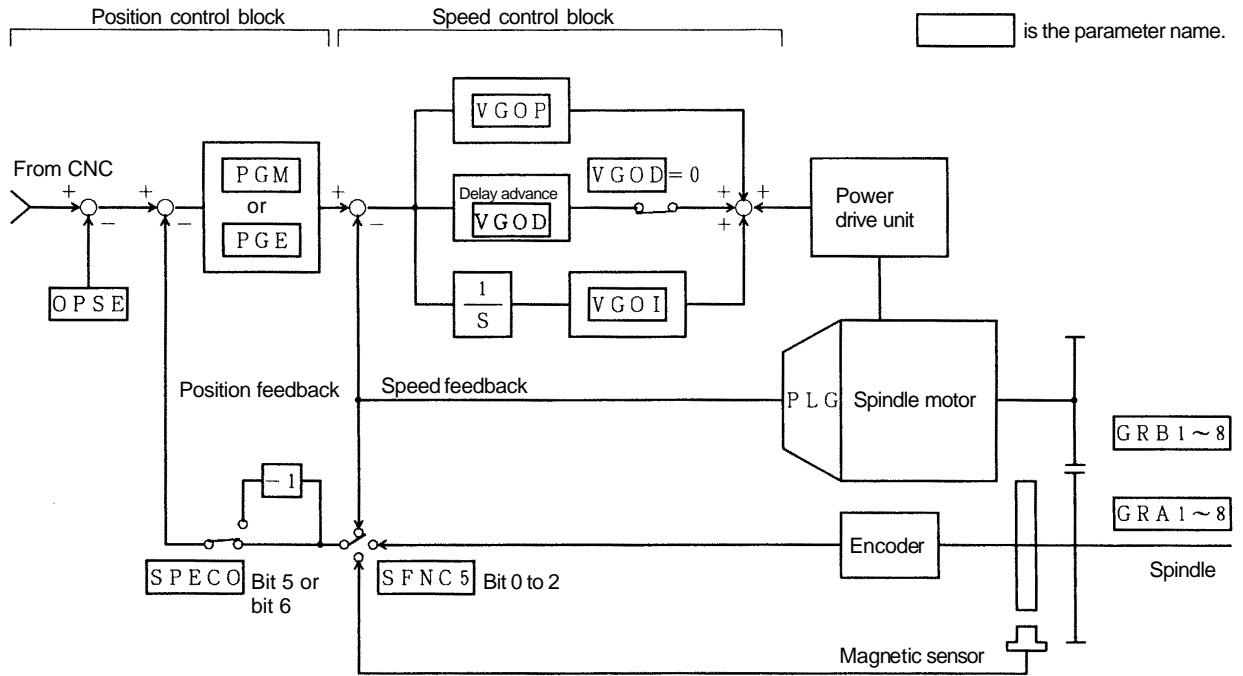 Position control block
Speed control block
is the parameter name.
VGOP
From CNC
+
−
+
−
PGM
or
PGE
+
−
Delay advance
VGOD
VGOD = 0
+
+
+
+
Power
drive unit
OPSE
1
S
VGOI
Position feedback
Speed feedback
PLG
Spindle motor
GRB1~8
−1
GRA1~8
Encoder
SPECO
Bit 5 or
bit 6
SFNC5
Bit 0 to 2
Spindle
Magnetic sensor